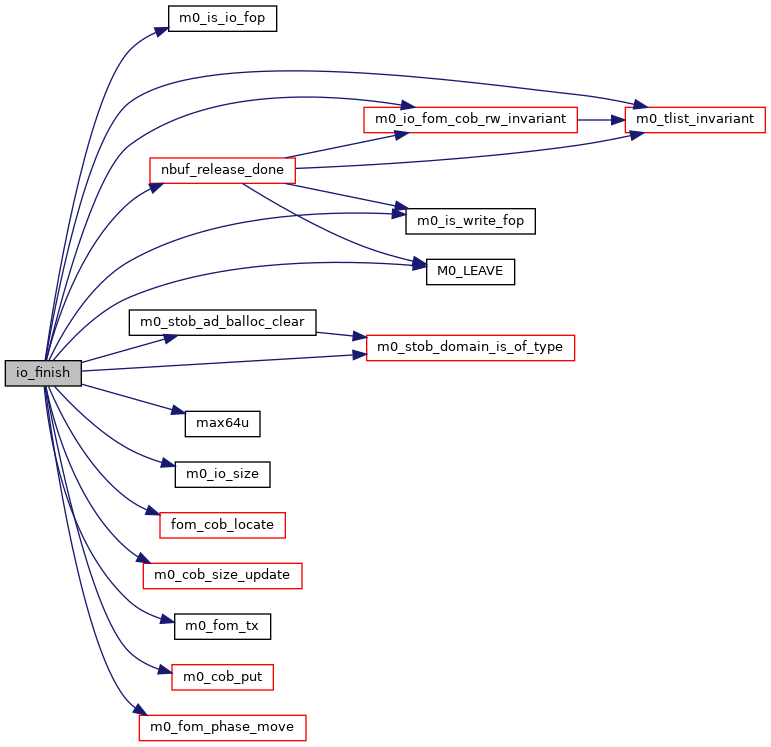 m0_is_io_fop
m0_io_fom_cob_rw_invariant
m0_tlist_invariant
nbuf_release_done
m0_is_write_fop
M0_LEAVE
m0_stob_ad_balloc_clear
m0_stob_domain_is_of_type
io_finish
max64u
m0_io_size
fom_cob_locate
m0_cob_size_update
m0_fom_tx
m0_cob_put
m0_fom_phase_move